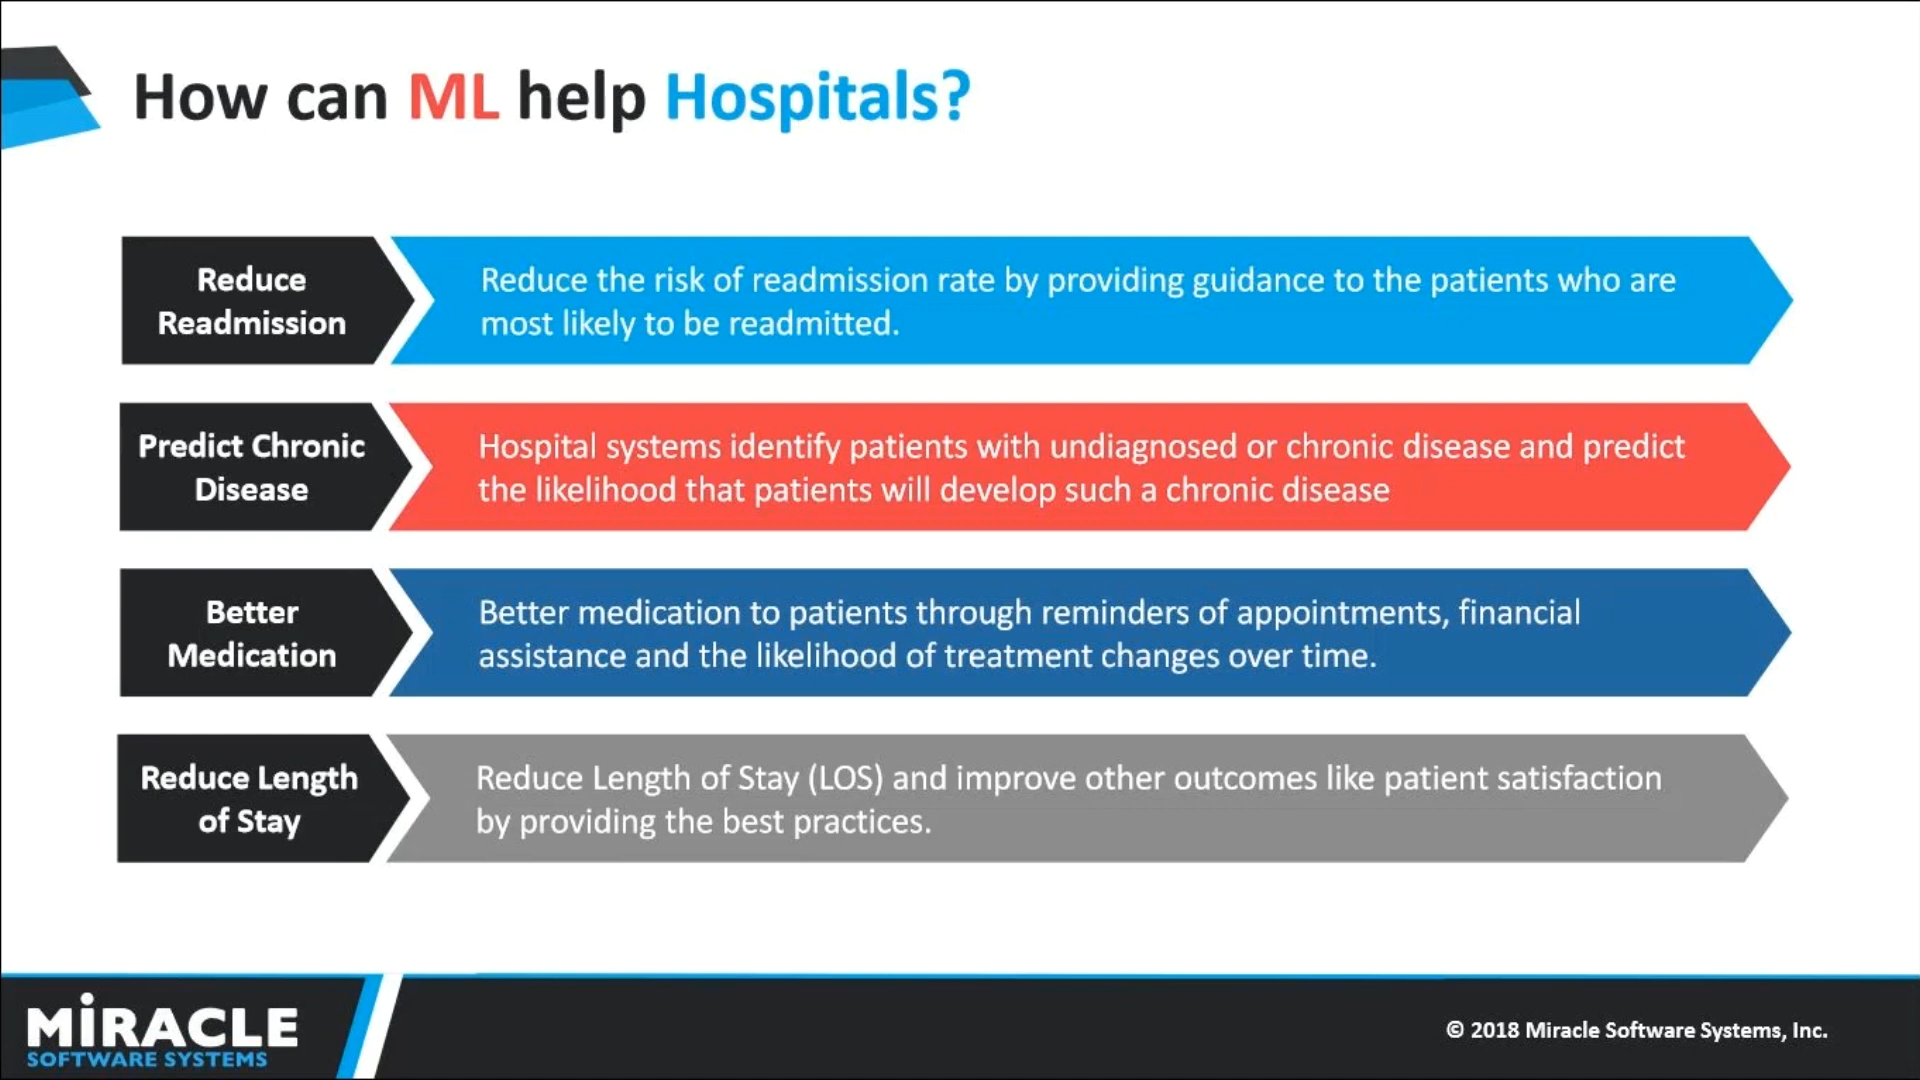 How can ML help Hospitals?
Reduce
Readmission
Reduce the risk of readmission rate by providing guidance to the patients who are
most likely to be readmitted.
Predict Chronic
Disease
Hospital systems identify patients with undiagnosed or chronic disease and predict
the likelihood that patients will develop such a chronic disease
Better
Medication
Better medication to patients through reminders of appointments, financial
assistance and the likelihood of treatment changes over time.
Reduce Length
of Stay
Reduce Length of Stay (LOS) and improve other outcomes like patient satisfaction
by providing the best practices.
MiRACLE
SOFTWARE SYSTEMS
© 2018 Miracle Software Systems, Inc.